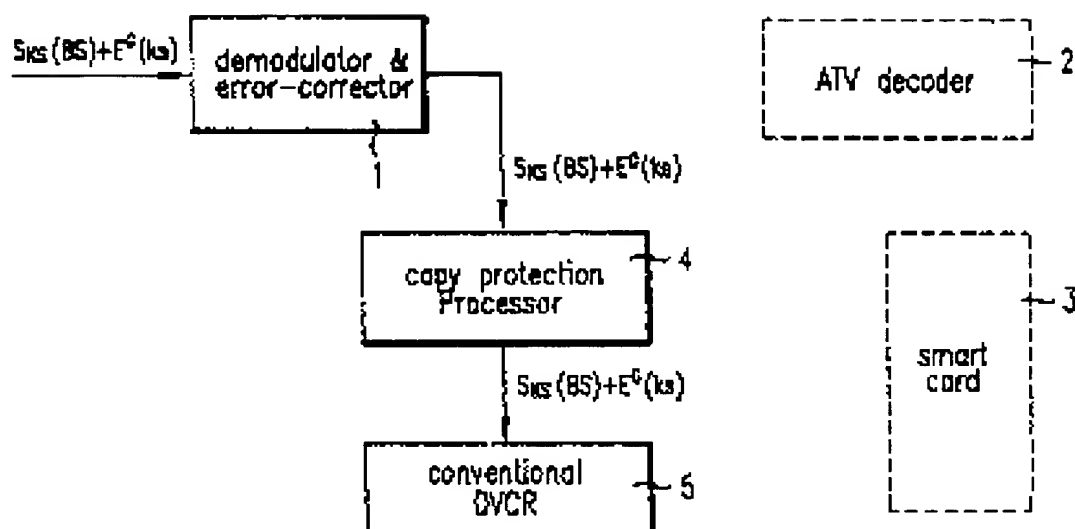 S_KS(BS)+E^G(ks)
demodulator &
error-corrector
1
ATV decoder
2
S_KS(BS)+E^G(ks)
copy protection
Processor
4
S_KS(BS)+E^G(ks)
smart
card
3
conventional
DVCR
5